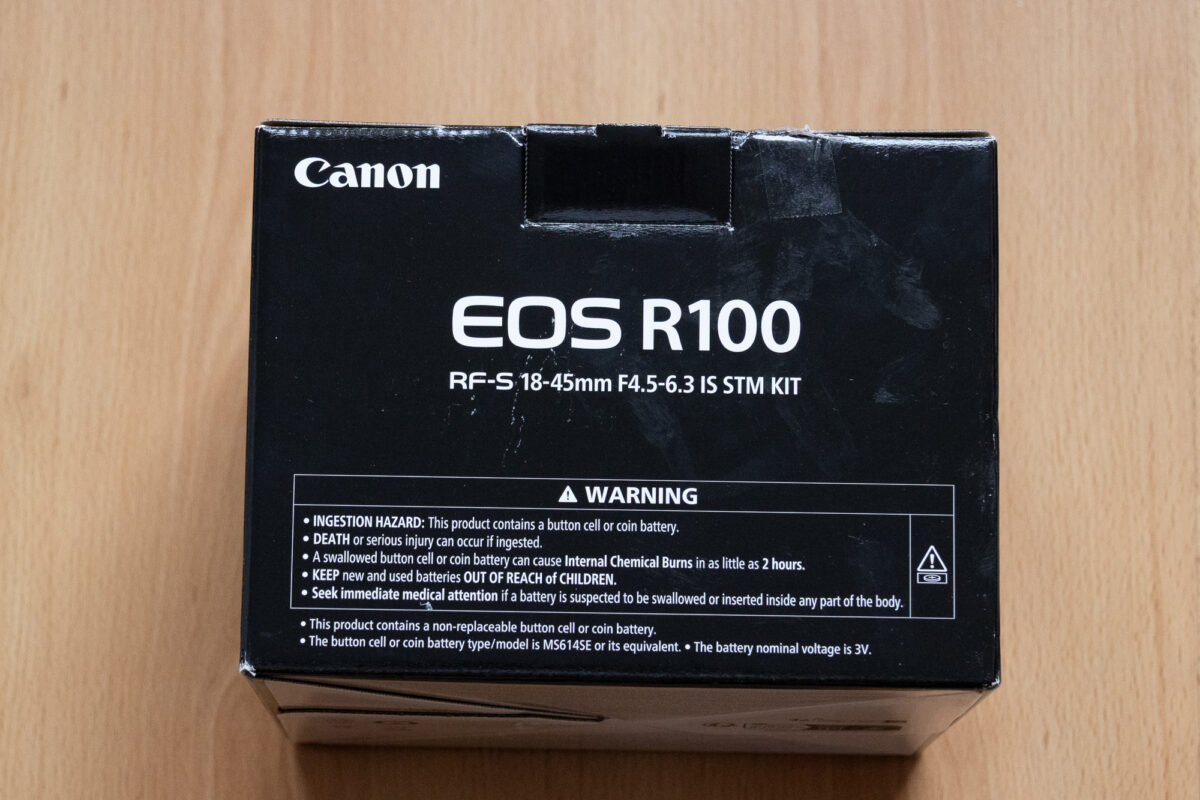 Canon
EOS R100
RF-S 18-45mm F4.5-6.3 IS STM KIT
⚠ WARNING
• INGESTION HAZARD: This product contains a button cell or coin battery.
• DEATH or serious injury can occur if ingested.
• A swallowed button cell or coin battery can cause Internal Chemical Burns in as little as 2 hours.
• KEEP new and used batteries OUT OF REACH of CHILDREN.
• Seek immediate medical attention if a battery is suspected to be swallowed or inserted inside any part of the body.
• This product contains a non-replaceable button cell or coin battery.
• The button cell or coin battery type/model is MS614SE or its equivalent. • The battery nominal voltage is 3V.